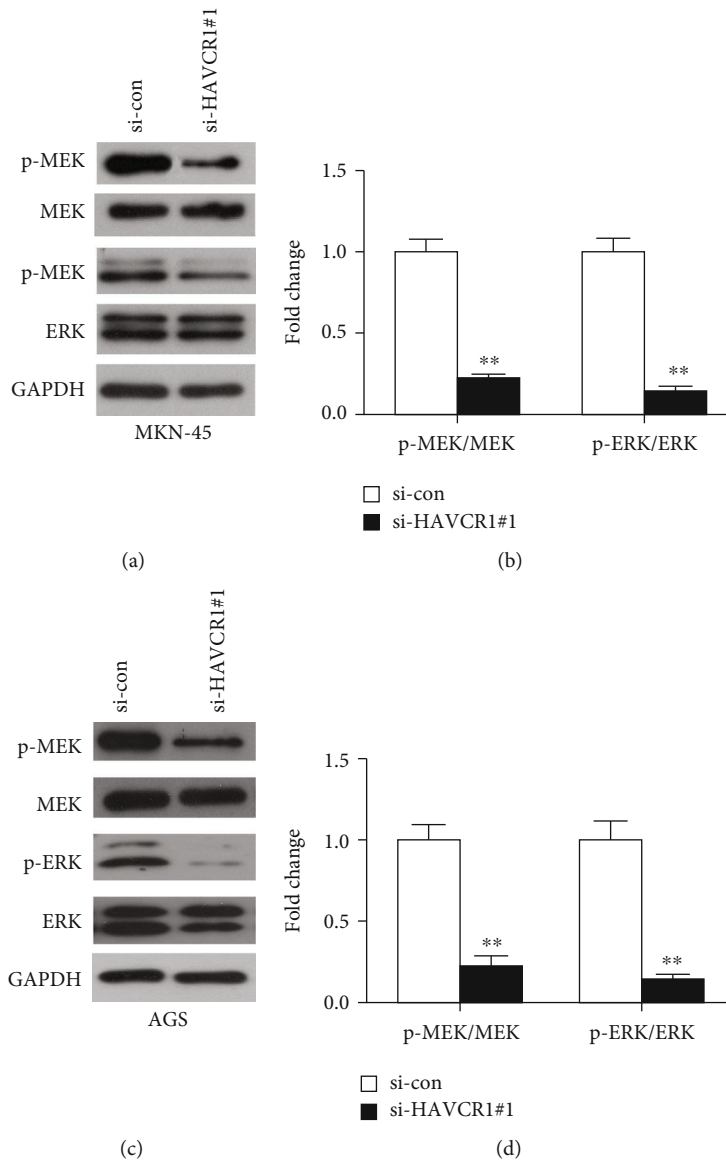 si-con
si-HAVCR1#1
p-MEK
MEK
p-MEK
ERK
GAPDH
MKN-45
Fold change
1.5
1.0
0.5
0.0
**
**
p-MEK/MEK
p-ERK/ERK
si-con
si-HAVCR1#1
(a)
(b)
si-con
si-HAVCR1#1
p-MEK
MEK
p-ERK
ERK
GAPDH
AGS
Fold change
1.5
1.0
0.5
0.0
**
**
p-MEK/MEK
p-ERK/ERK
si-con
si-HAVCR1#1
(c)
(d)